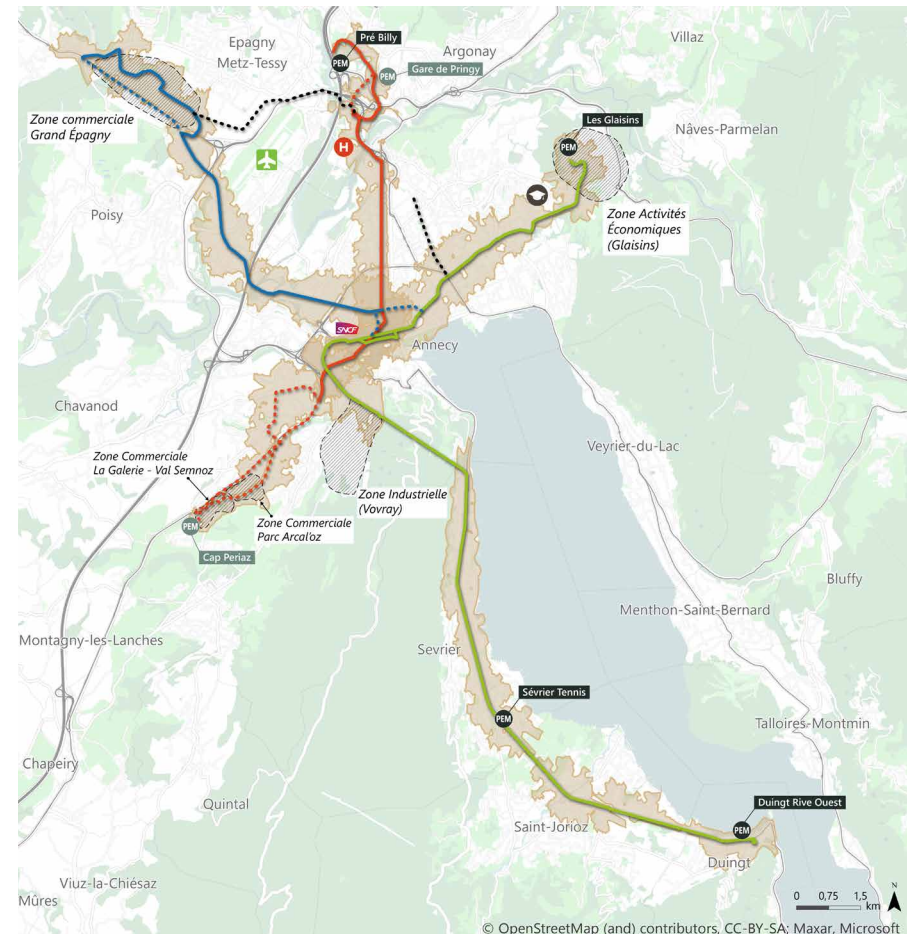 Pré Billy
Epagny
Metz-Tessy
Argonay
Villaz
PEM
PEM
Gare de Pringy
Zone commerciale
Grand Épagny
Les Glaisins
Nâves-Parmelan
H
PEM
Poisy
Zone Activités
Économiques
(Glaisins)
SNCF
Annecy
Chavanod
Veyrier-du-Lac
Zone Commerciale
La Galerie - Val Semnoz
Zone Industrielle
(Vovray)
Zone Commerciale
Parc Arcal'oz
PEM
Cap Periaz
Bluffy
Menthon-Saint-Bernard
Montagny-les-Lanches
Sevrier
Sévrier Tennis
PEM
Talloires-Montmin
Chapeiry
Quintal
Duingt Rive Ouest
Saint-Jorioz
PEM
Duingt
Viuz-la-Chiésaz
Mûres
N
0 0,75 1,5
km
© OpenStreetMap (and) contributors, CC-BY-SA; Maxar, Microsoft